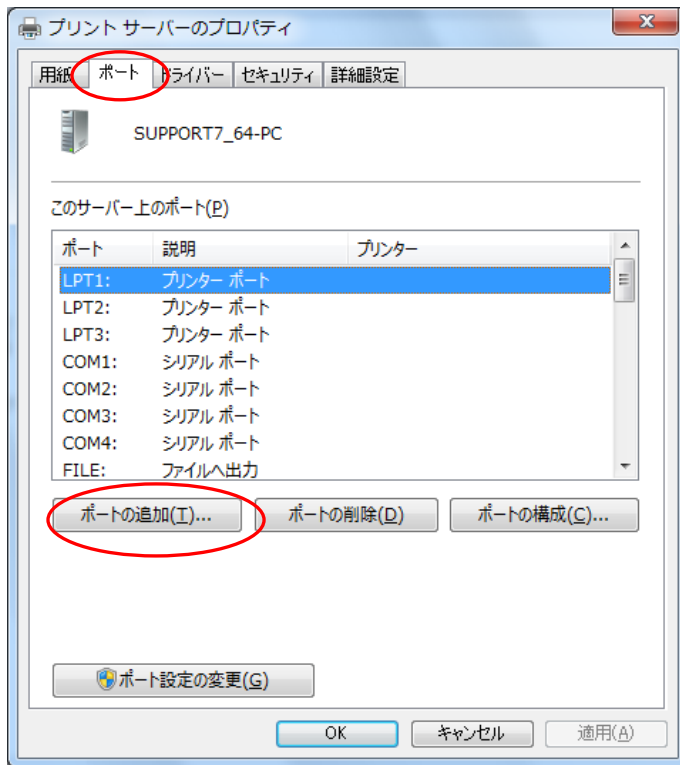 プリント サーバーのプロパティ
用紙 ポート ドライバー セキュリティ 詳細設定
SUPPORT7_64-PC
このサーバー上のポート(P)
ポート 説明 プリンター
LPT1: プリンター ポート
LPT2: プリンター ポート
LPT3: プリンター ポート
COM1: シリアル ポート
COM2: シリアル ポート
COM3: シリアル ポート
COM4: シリアル ポート
FILE: ファイルへ出力
ポートの追加(T)... ポートの削除(D) ポートの構成(C)...
ポート設定の変更(G)
OK キャンセル 適用(A)